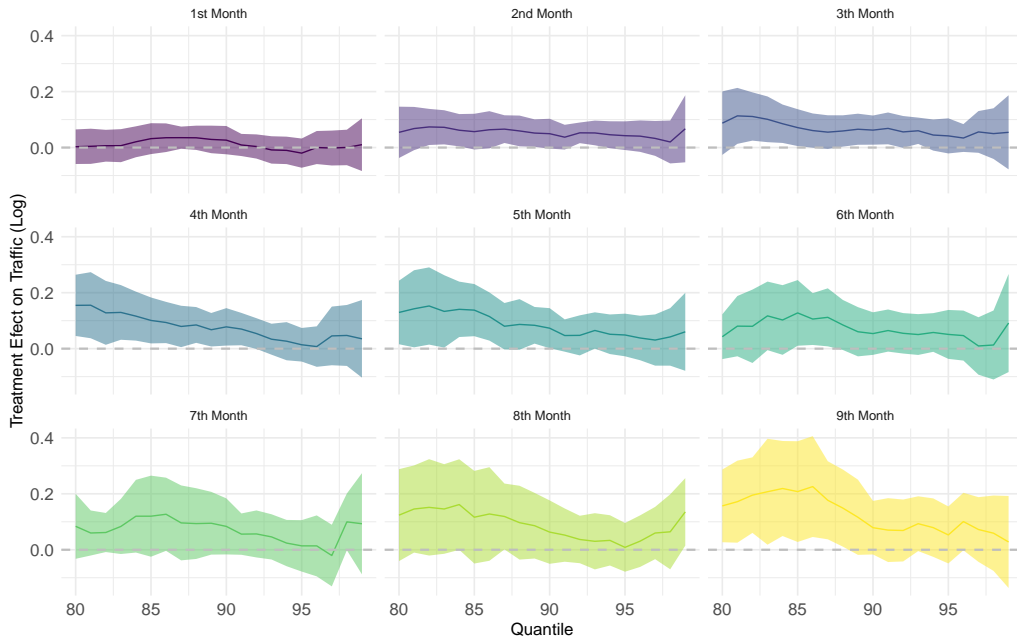 1st Month 2nd Month 3th Month
0.4
0.2
0.0
4th Month 5th Month 6th Month
0.4
0.2
0.0
7th Month 8th Month 9th Month
0.4
0.2
0.0
80 85 90 95 80 85 90 95 80 85 90 95
Quantile
Treatment Effect on Traffic (Log)